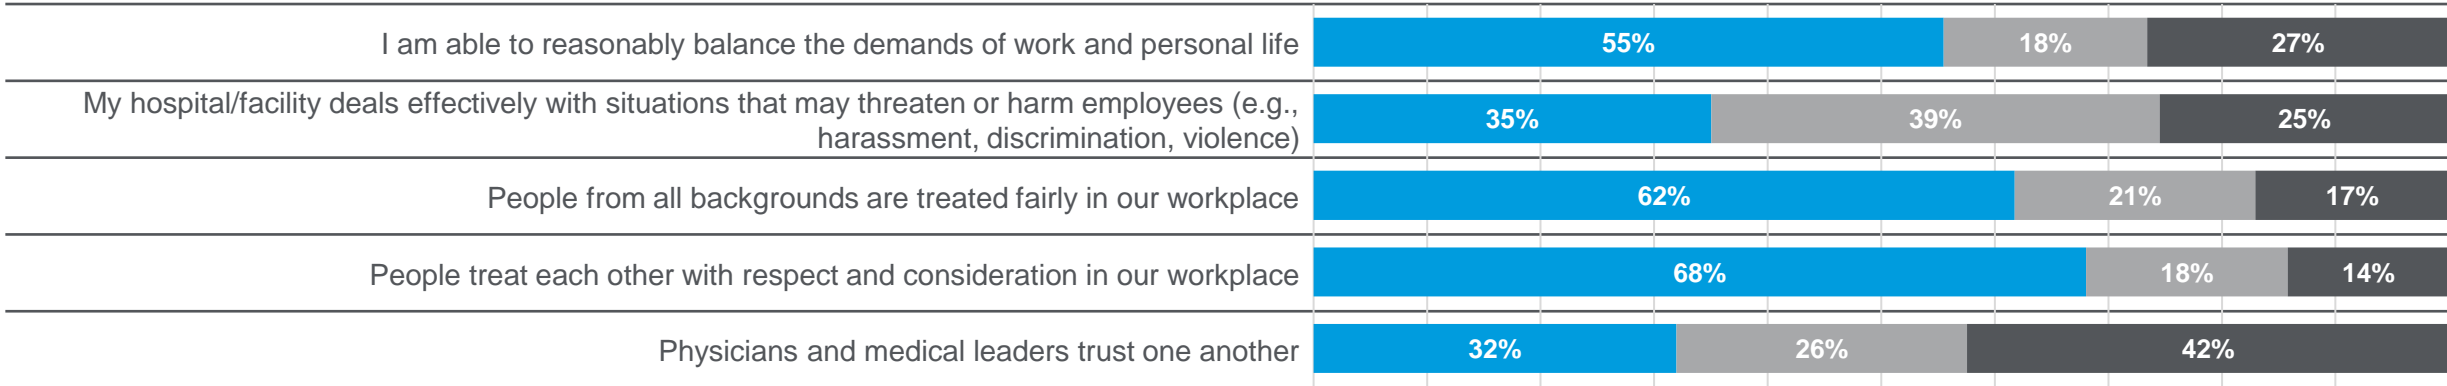 I am able to reasonably balance the demands of work and personal life 55% 18% 27%
My hospital/facility deals effectively with situations that may threaten or harm employees (e.g.,
harassment, discrimination, violence) 35% 39% 25%
People from all backgrounds are treated fairly in our workplace 62% 21% 17%
People treat each other with respect and consideration in our workplace 68% 18% 14%
Physicians and medical leaders trust one another 32% 26% 42%